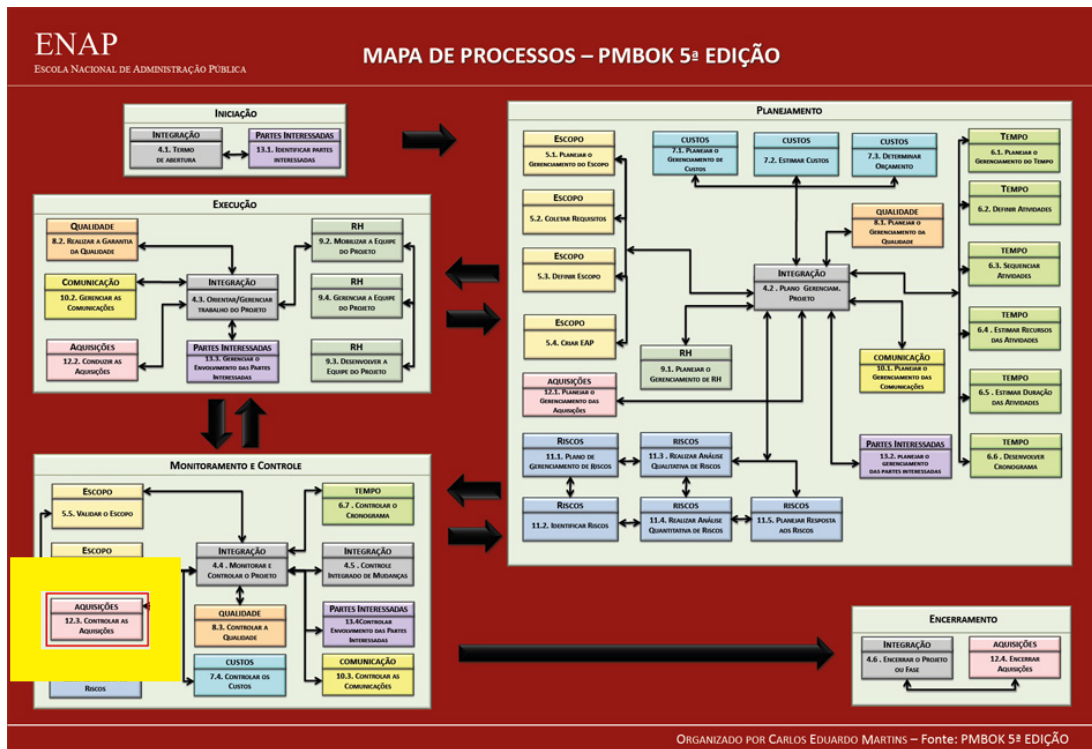 ENAP
ESCOLA NACIONAL DE ADMINISTRAÇÃO PÚBLICA
MAPA DE PROCESSOS – PMBOK 5ª EDIÇÃO
INICIAÇÃO
INTEGRAÇÃO
4.1. TERMO
DE ABERTURA
PARTES INTERESSADAS
13.1. IDENTIFICAR PARTES
INTERESSADAS
PLANEJAMENTO
ESCOPO
5.1. PLANEJAR O
GERENCIAMENTO DO ESCOPO
CUSTOS
7.1. PLANEJAR O
GERENCIAMENTO DE
CUSTOS
CUSTOS
7.2. ESTIMAR CUSTOS
CUSTOS
7.3. DETERMINAR
ORÇAMENTO
TEMPO
6.1. PLANEJAR O
GERENCIAMENTO DO TEMPO
ESCOPO
5.2. COLETAR REQUISITOS
QUALIDADE
8.1. PLANEJAR O
GERENCIAMENTO DA
QUALIDADE
TEMPO
6.2. DEFINIR ATIVIDADES
ESCOPO
5.3. DEFINIR ESCOPO
INTEGRAÇÃO
4.2 . PLANO GERENCIAM.
PROJETO
TEMPO
6.3. SEQUENCIAR
ATIVIDADES
ESCOPO
5.4. CRIAR EAP
RH
9.1. PLANEJAR O
GERENCIAMENTO DE RH
COMUNICAÇÃO
10.1. PLANEJAR O
GERENCIAMENTO DAS
COMUNICAÇÕES
TEMPO
6.4 . ESTIMAR RECURSOS
DAS ATIVIDADES
AQUISIÇÕES
12.1. PLANEJAR O
GERENCIAMENTO DAS
AQUISIÇÕES
TEMPO
6.5 . ESTIMAR DURAÇÃO
DAS ATIVIDADES
RISCOS
11.1. PLANO DE
GERENCIAMENTO DE RISCOS
RISCOS
11.3 . REALIZAR ANÁLISE
QUALITATIVA DE RISCOS
PARTES INTERESSADAS
13.2. PLANEJAR O
GERENCIAMENTO
DAS PARTES INTERESSADAS
TEMPO
6.6 . DESENVOLVER
CRONOGRAMA
RISCOS
11.2. IDENTIFICAR RISCOS
RISCOS
11.4. REALIZAR ANÁLISE
QUANTITATIVA DE RISCOS
RISCOS
11.5. PLANEJAR RESPOSTA
AOS RISCOS
EXECUÇÃO
QUALIDADE
8.2. REALIZAR A GARANTIA
DA QUALIDADE
RH
9.2. MOBILIZAR A EQUIPE
DO PROJETO
COMUNICAÇÃO
10.2. GERENCIAR AS
COMUNICAÇÕES
INTEGRAÇÃO
4.3. ORIENTAR/GERENCIAR
TRABALHO DO PROJETO
RH
9.4. GERENCIAR A EQUIPE
DO PROJETO
AQUISIÇÕES
12.2. CONDUZIR AS
AQUISIÇÕES
PARTES INTERESSADAS
13.3. GERENCIAR O
ENVOLVIMENTO DAS PARTES
INTERESSADAS
RH
9.3. DESENVOLVER A
EQUIPE DO PROJETO
MONITORAMENTO E CONTROLE
ESCOPO
5.5. VALIDAR O ESCOPO
TEMPO
6.7 . CONTROLAR O
CRONOGRAMA
ESCOPO
INTEGRAÇÃO
4.4 . MONITORAR E
CONTROLAR O PROJETO
INTEGRAÇÃO
4.5 . CONTROLE
INTEGRADO DE MUDANÇAS
AQUISIÇÕES
12.3. CONTROLAR AS
AQUISIÇÕES
QUALIDADE
8.3. CONTROLAR A
QUALIDADE
PARTES INTERESSADAS
13.4CONTROLAR
ENVOLVIMENTO DAS PARTES
INTERESSADAS
RISCOS
CUSTOS
7.4. CONTROLAR OS
CUSTOS
COMUNICAÇÃO
10.3. CONTROLAR AS
COMUNICAÇÕES
ENCERRAMENTO
INTEGRAÇÃO
4.6 . ENCERRAR O PROJETO
OU FASE
AQUISIÇÕES
12.4. ENCERRAR
AQUISIÇÕES
ORGANIZADO POR CARLOS EDUARDO MARTINS – Fonte: PMBOK 5ª EDIÇÃO